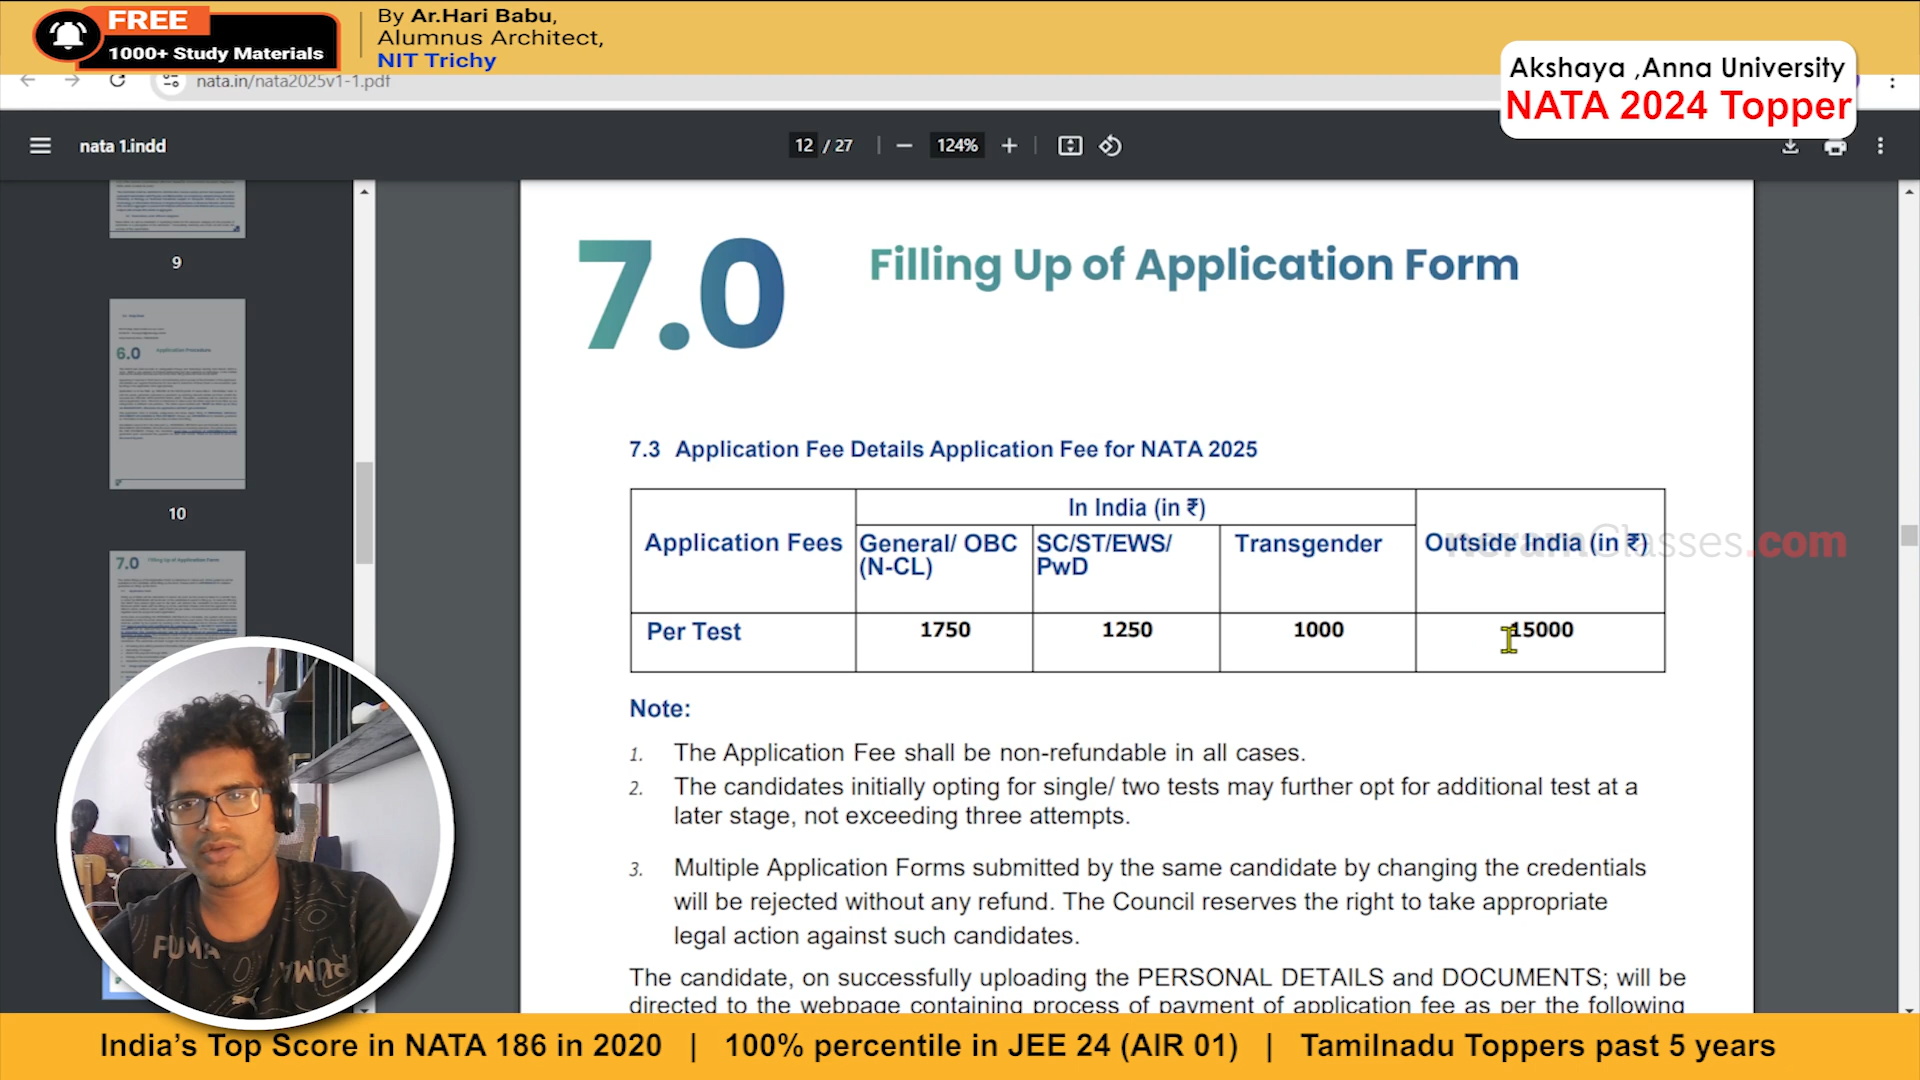 FREE
1000+ Study Materials
By Ar.Hari Babu,
Alumnus Architect,
NIT Trichy
Akshaya ,Anna University
NATA 2024 Topper
nata.in/nata2025v1-1.pdf
nata 1.indd
12 / 27
124%
9
6.0
10
7.0
7.0 Filling Up of Application Form
7.3 Application Fee Details Application Fee for NATA 2025
In India (in ₹)
Application Fees General/ OBC (N-CL) SC/ST/EWS/ PwD Transgender Outside India (in ₹)
Per Test 1750 1250 1000 15000
Classes.com
Note:
1. The Application Fee shall be non-refundable in all cases.
2. The candidates initially opting for single/ two tests may further opt for additional test at a
later stage, not exceeding three attempts.
3. Multiple Application Forms submitted by the same candidate by changing the credentials
will be rejected without any refund. The Council reserves the right to take appropriate
legal action against such candidates.
The candidate, on successfully uploading the PERSONAL DETAILS and DOCUMENTS; will be
directed to the webpage containing process of payment of application fee as per the following
FUMA
PUMA
India's Top Score in NATA 186 in 2020 | 100% percentile in JEE 24 (AIR 01) | Tamilnadu Toppers past 5 years